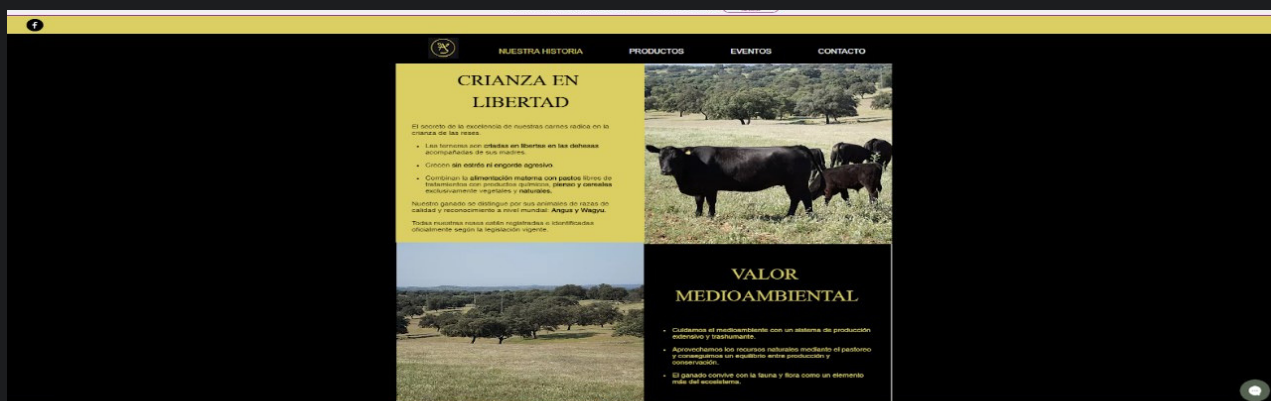 NUESTRA HISTORIA
PRODUCTOS
EVENTOS
CONTACTO
CRIANZA EN
LIBERTAD
El secreto de la excelencia de nuestras carnes radica en la
crianza de las reses.
Las terneras son criadas en libertas en las dehesas
acompañadas de sus madres.
Crecen sin estrés ni engorde agresivo.
Combinan la alimentación materna con pastos libres de
tratamientos con productos químicos, pienso y cereales
exclusivamente vegetales y naturales.
Nuestro ganado se distingue por sus animales de razas de
calidad y reconocimiento a nivel mundial: Angus y Wagyu.
Todas nuestras reses están registradas e identificadas
oficialmente según la legislación vigente.
VALOR
MEDIOAMBIENTAL
Cuidamos el medioambiente con un sistema de producción
extensivo y trashumante.
Aprovechamos los recursos naturales mediante el pastoreo
y conseguimos un equilibrio entre producción y
conservación.
El ganado convive con la fauna y flora como un elemento
más del ecosistema.